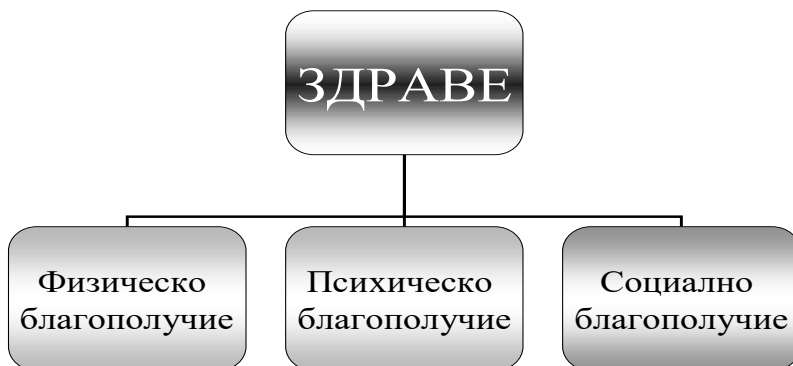 ЗДРАВЕ
Физическо
благополучие
Психическо
благополучие
Социално
благополучие